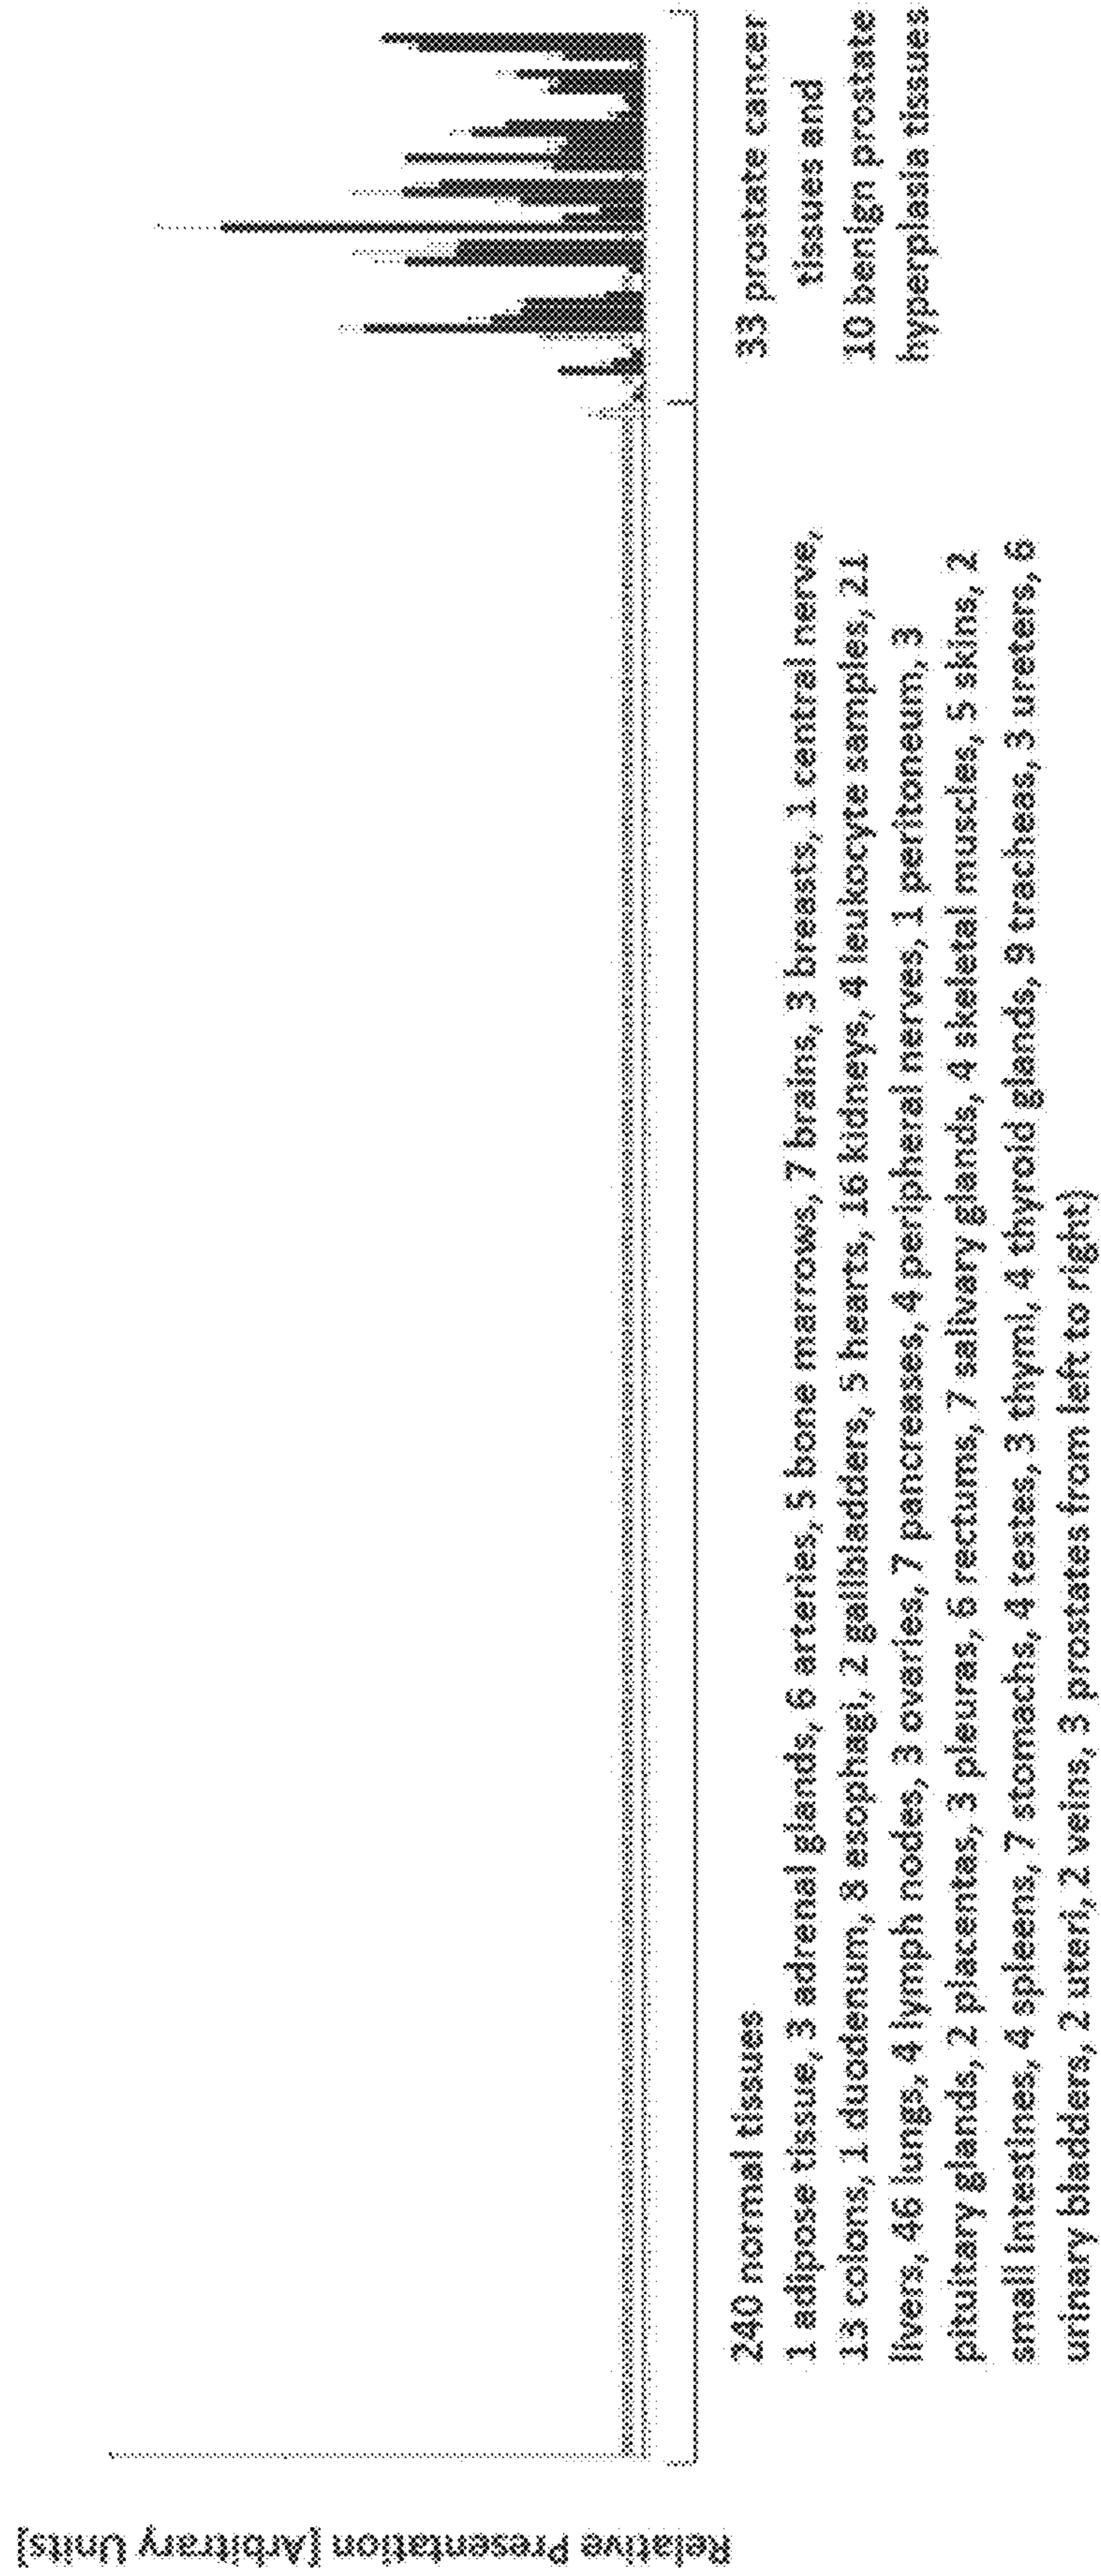 Relative Presentation [Arbitrary Units]
240 normal tissues
1 adipose tissue, 3 adrenal glands, 6 arteries, 5 bone marrows, 7 brains, 3 breasts, 1 central nerve,
13 colons, 1 duodenum, 8 esophagi, 2 gallbladders, 5 hearts, 16 kidneys, 4 leukocyte samples, 21
livers, 46 lungs, 4 lymph nodes, 3 ovaries, 7 pancreases, 4 peripheral nerves, 1 peritoneum, 3
pituitary glands, 2 placentas, 3 pleuras, 6 rectums, 7 salivary glands, 4 skeletal muscles, 5 skins, 2
small intestines, 4 spleens, 7 stomachs, 4 testes, 3 thymi, 4 thyroid glands, 9 tracheas, 3 ureters, 6
urinary bladders, 2 uteri, 2 veins, 3 prostates from left to right)
33 prostate cancer
tissues and
10 benign prostate
hyperplasia tissues